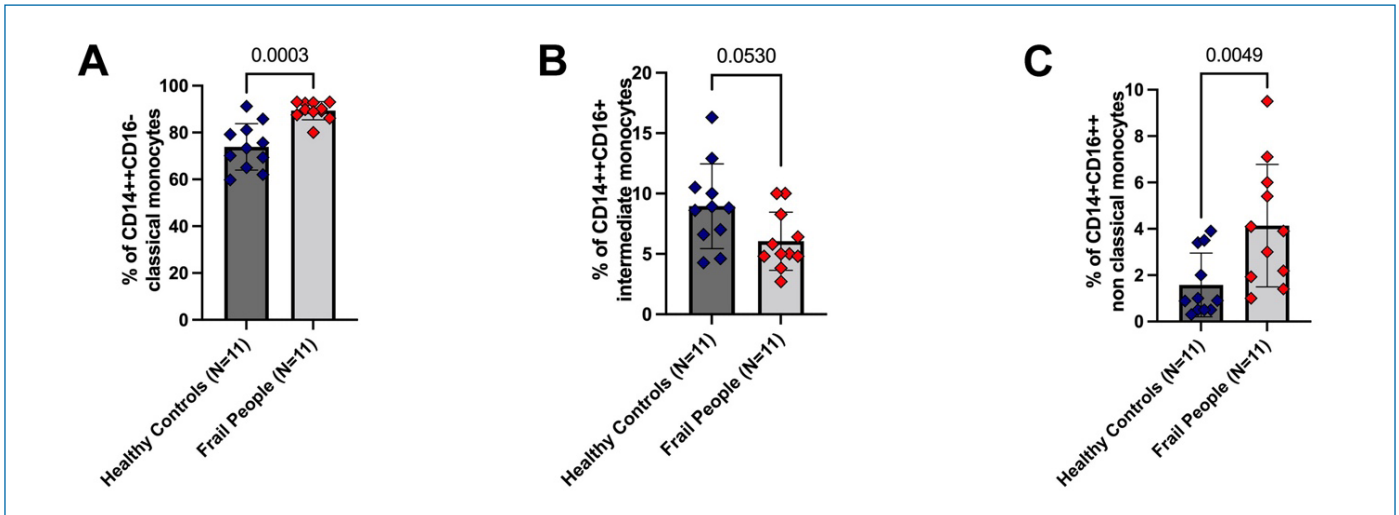 A
0.0003
% of CD14++CD16-
classical monocytes
100
80
60
40
20
0
Healthy Controls (N=11)
Frail People (N=11)
B
0.0530
% of CD14++CD16+
intermediate monocytes
20
15
10
5
0
Healthy Controls (N=11)
Frail People (N=11)
C
0.0049
% of CD14+CD16++
non classical monocytes
10
8
6
4
2
0
Healthy Controls (N=11)
Frail People (N=11)